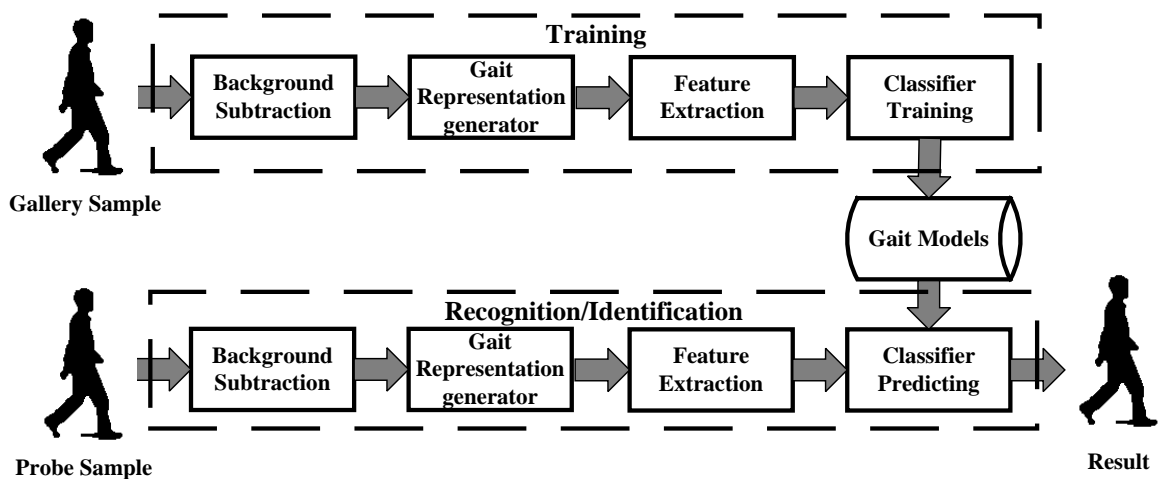 Training
Background
Subtraction
Gait
Representation
generator
Feature
Extraction
Classifier
Training
Gallery Sample
Gait Models
Recognition/Identification
Background
Subtraction
Gait
Representation
generator
Feature
Extraction
Classifier
Predicting
Probe Sample
Result